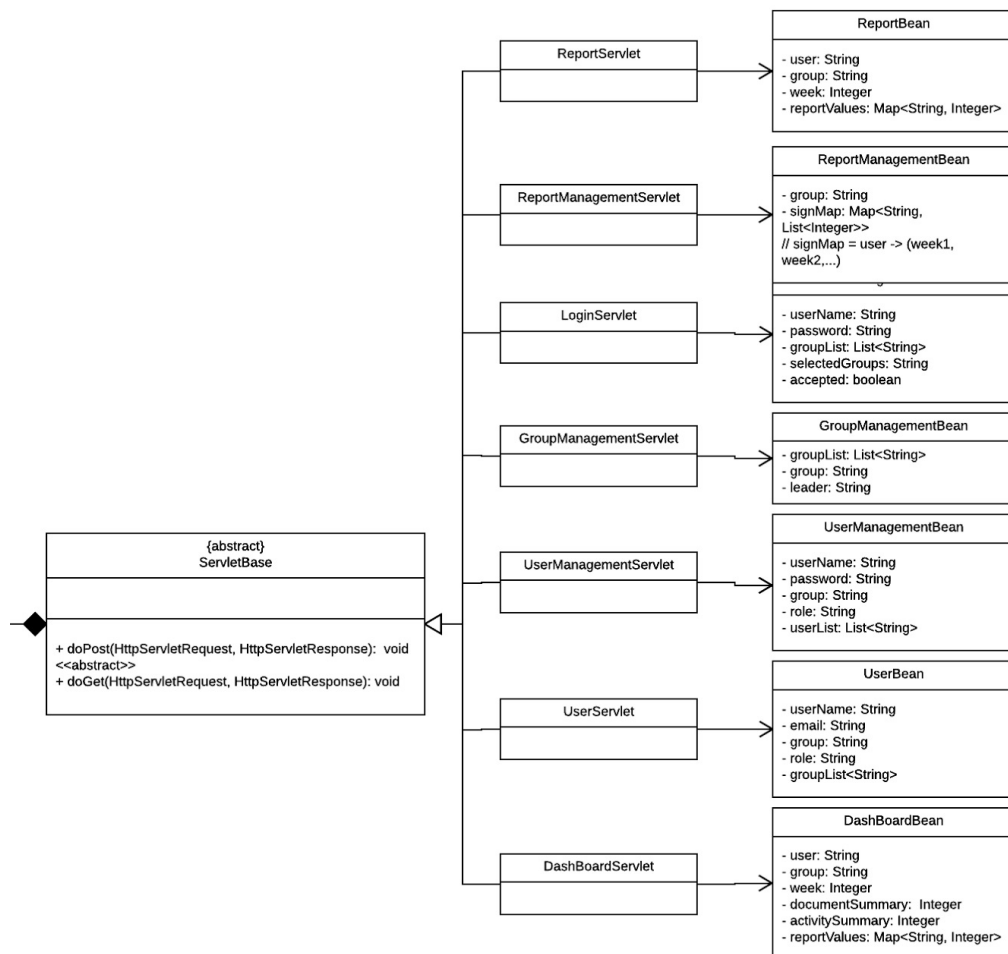 ReportBean
ReportServlet
- user: String
- group: String
- week: Integer
- reportValues: Map<String, Integer>
ReportManagementBean
ReportManagementServlet
- group: String
- signMap: Map<String,
List<Integer>>
// signMap = user -> (week1,
week2,...)
LoginServlet
- userName: String
- password: String
- groupList: List<String>
- selectedGroups: String
- accepted: boolean
GroupManagementBean
GroupManagementServlet
- groupList: List<String>
- group: String
- leader: String
UserManagementBean
{abstract}
ServletBase
UserManagementServlet
- userName: String
- password: String
- group: String
- role: String
- userList: List<String>
+ doPost(HttpServletRequest, HttpServletResponse): void
<<abstract>>
+ doGet(HttpServletRequest, HttpServletResponse): void
UserBean
UserServlet
- userName: String
- email: String
- group: String
- role: String
- groupList<String>
DashBoardBean
DashBoardServlet
- user: String
- group: String
- week: Integer
- documentSummary: Integer
- activitySummary: Integer
- reportValues: Map<String, Integer>